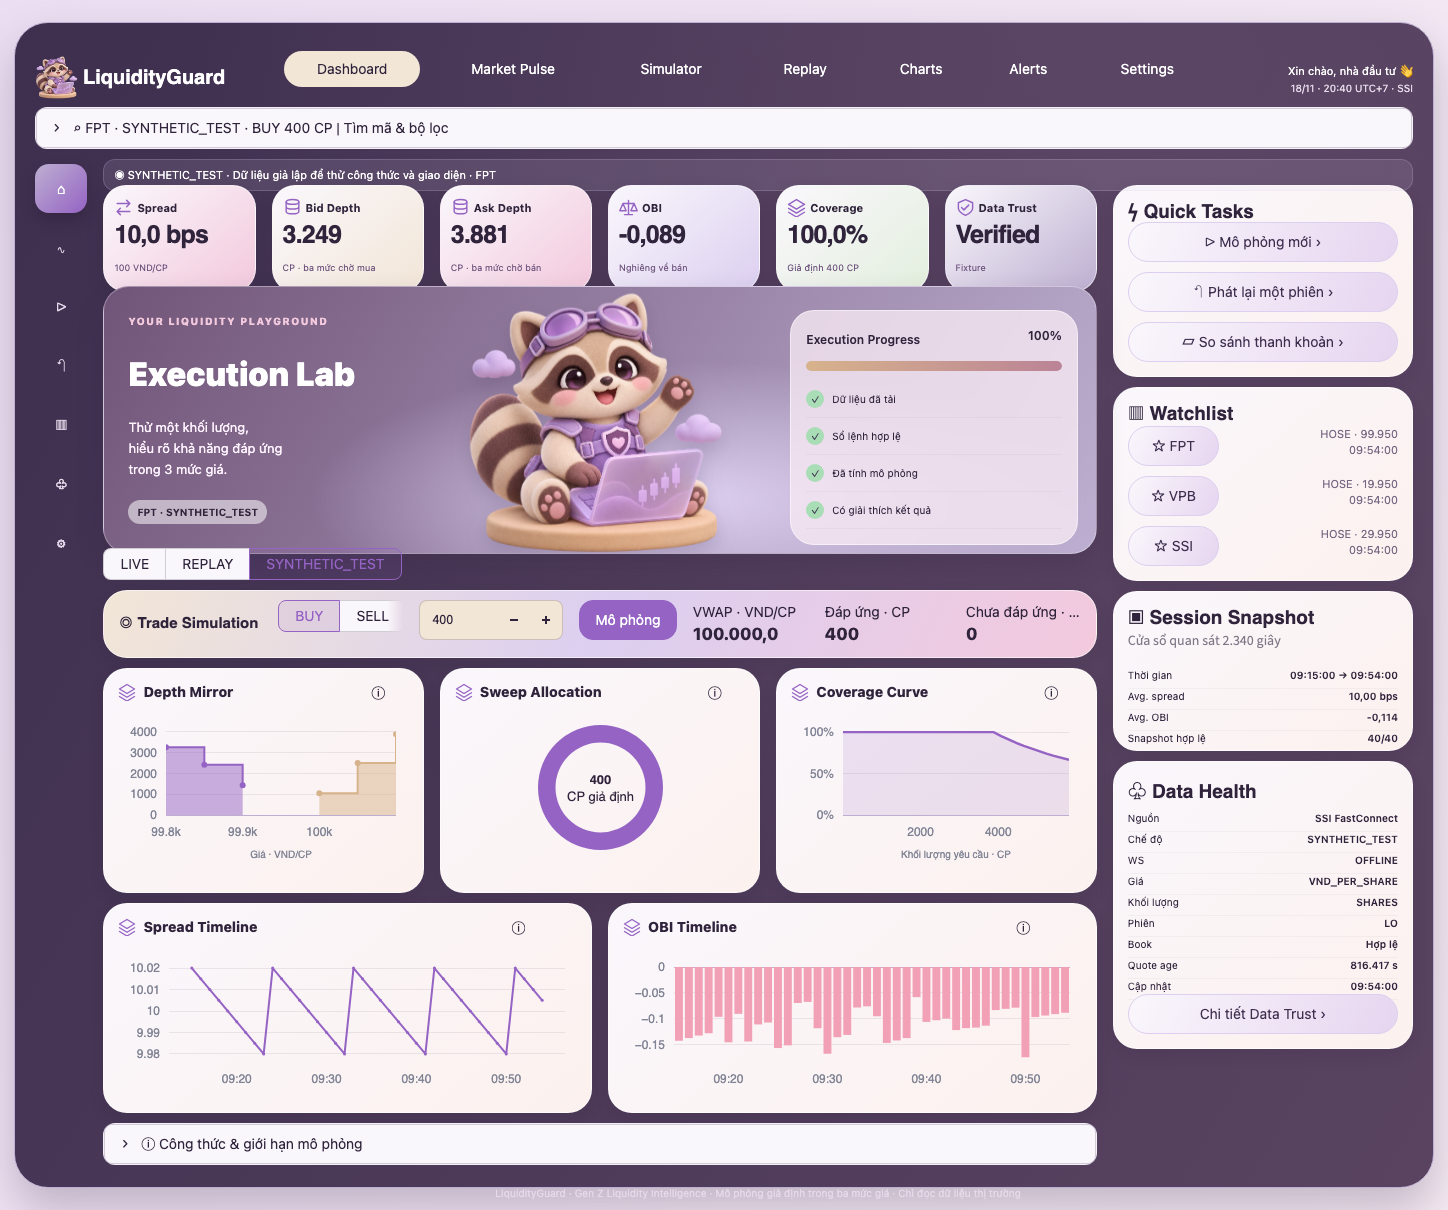 LiquidityGuard
Dashboard
Market Pulse
Simulator
Replay
Charts
Alerts
Settings
Xin chào, nhà đầu tư 👋
18/11 · 20:40 UTC+7 · SSI
FPT · SYNTHETIC_TEST · BUY 400 CP | Tìm mã & bộ lọc
SYNTHETIC_TEST · Dữ liệu giả lập để thử công thức và giao diện · FPT
Spread
10,0 bps
100 VND/CP
Bid Depth
3.249
CP · ba mức chờ mua
Ask Depth
3.881
CP · ba mức chờ bán
OBI
-0,089
Nghiêng về bán
Coverage
100,0%
Giả định 400 CP
Data Trust
Verified
Fixture
Quick Tasks
Mô phỏng mới ›
Phát lại một phiên ›
So sánh thanh khoản ›
YOUR LIQUIDITY PLAYGROUND
Execution Lab
Thử một khối lượng,
hiểu rõ khả năng đáp ứng
trong 3 mức giá.
FPT · SYNTHETIC_TEST
Execution Progress
100%
Dữ liệu đã tải
Sổ lệnh hợp lệ
Đã tính mô phỏng
Có giải thích kết quả
Watchlist
FPT
HOSE · 99.950
09:54:00
VPB
HOSE · 19.950
09:54:00
SSI
HOSE · 29.950
09:54:00
LIVE
REPLAY
SYNTHETIC_TEST
Trade Simulation
BUY
SELL
400
Mô phỏng
VWAP · VND/CP
100.000,0
Đáp ứng · CP
400
Chưa đáp ứng · ...
0
Session Snapshot
Cửa sổ quan sát 2.340 giây
Thời gian
09:15:00 → 09:54:00
Avg. spread
10,00 bps
Avg. OBI
-0,114
Snapshot hợp lệ
40/40
Depth Mirror
4000
3000
2000
1000
0
99.8k
99.9k
100k
Giá · VND/CP
Sweep Allocation
400
CP giả định
Coverage Curve
100%
50%
0%
2000
4000
Khối lượng yêu cầu · CP
Data Health
Nguồn
SSI FastConnect
Chế độ
SYNTHETIC_TEST
WS
OFFLINE
Giá
VND_PER_SHARE
Khối lượng
SHARES
Phiên
LO
Book
Hợp lệ
Quote age
816.417 s
Cập nhật
09:54:00
Chi tiết Data Trust ›
Spread Timeline
10.02
10.01
10
9.99
9.98
09:20
09:30
09:40
09:50
OBI Timeline
0
−0.05
−0.1
−0.15
09:20
09:30
09:40
09:50
Công thức & giới hạn mô phỏng
LiquidityGuard · Gen Z Liquidity Intelligence · Mô phỏng giả định trong ba mức giá · Chỉ đọc dữ liệu thị trường